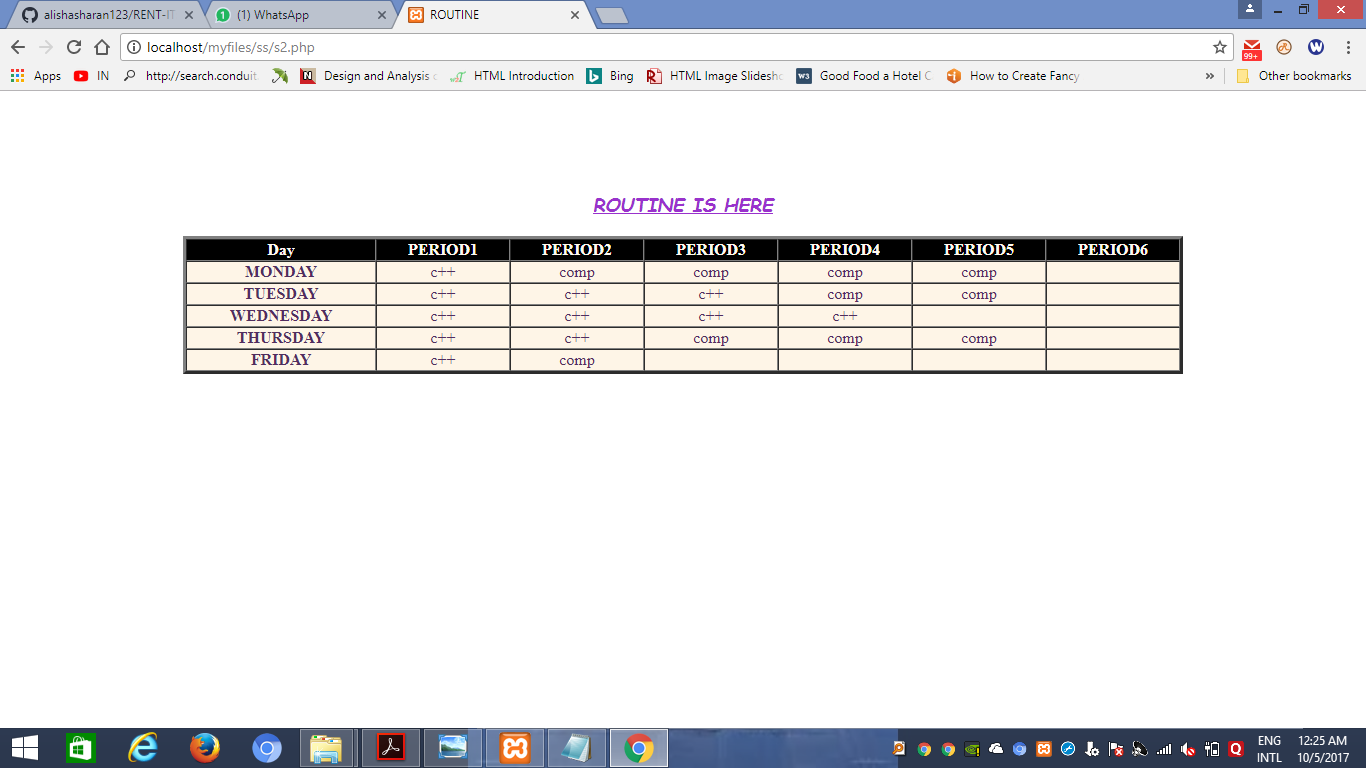 alishasharan123/RENT-IT
(1) WhatsApp
ROUTINE
localhost/myfiles/ss/s2.php
99+
Apps IN http://search.conduit Design and Analysis HTML Introduction Bing HTML Image Slidesho Good Food a Hotel C How to Create Fancy » Other bookmarks
ROUTINE IS HERE
Day PERIOD1 PERIOD2 PERIOD3 PERIOD4 PERIOD5 PERIOD6
MONDAY c++ comp comp comp comp
TUESDAY c++ c++ c++ comp comp
WEDNESDAY c++ c++ c++ c++
THURSDAY c++ c++ comp comp comp
FRIDAY c++ comp
ENG 12:25 AM
INTL 10/5/2017